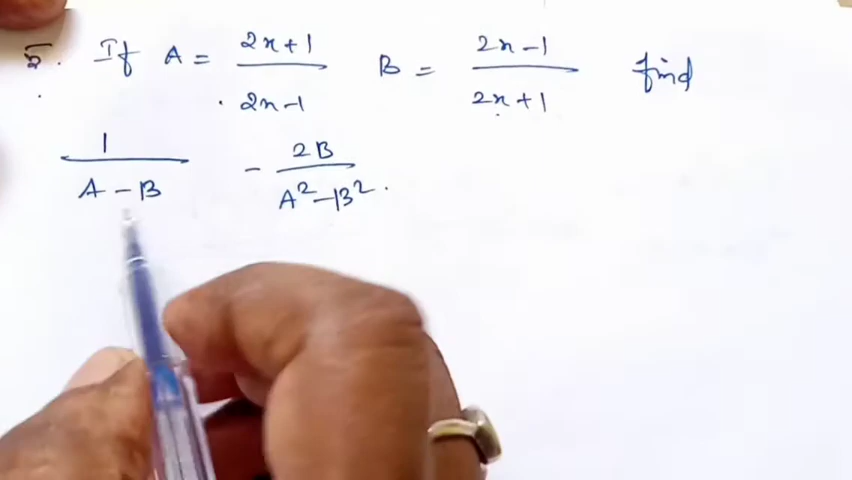 5. If A = (2x+1)/(2x-1) B = (2x-1)/(2x+1) find
1/(A-B) - 2B/(A²-B²).